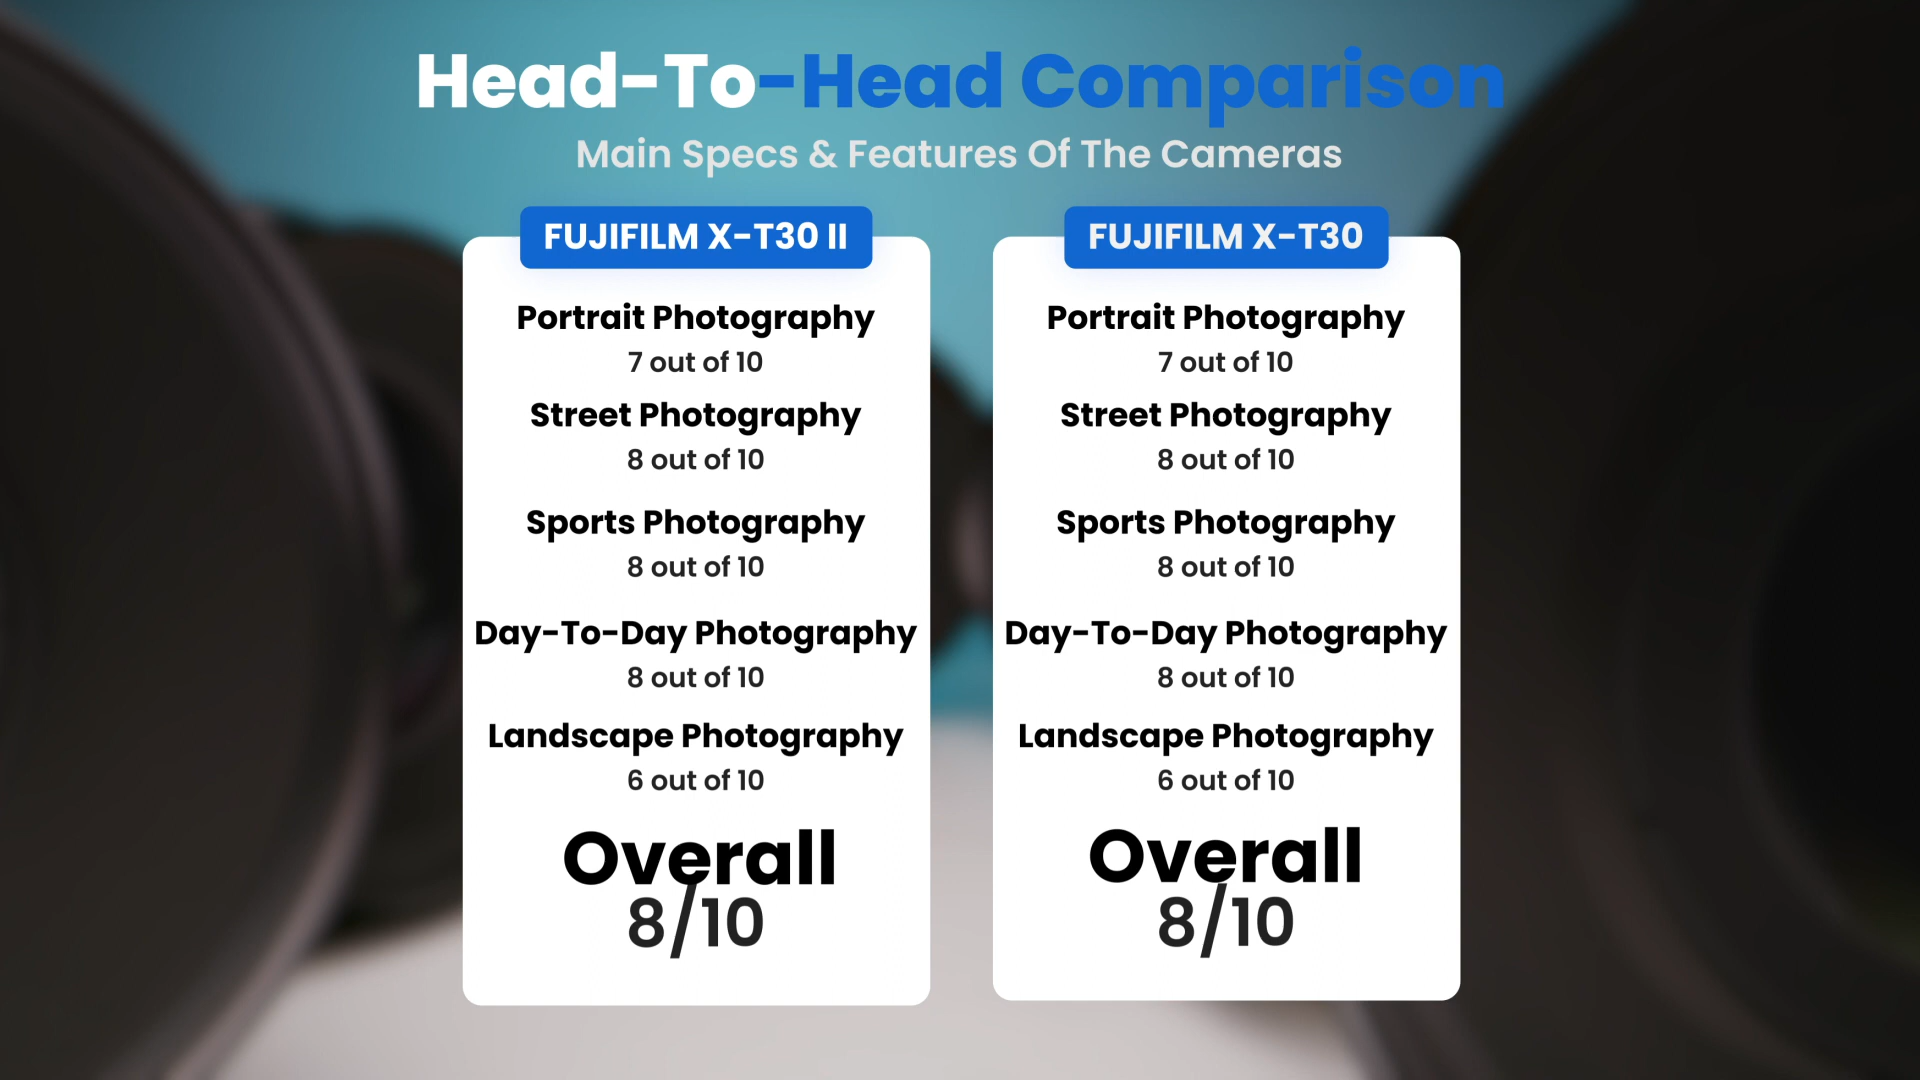 Head-To-Head Comparison
Main Specs & Features Of The Cameras
FUJIFILM X-T30 II
Portrait Photography
7 out of 10
Street Photography
8 out of 10
Sports Photography
8 out of 10
Day-To-Day Photography
8 out of 10
Landscape Photography
6 out of 10
Overall
8/10
FUJIFILM X-T30
Portrait Photography
7 out of 10
Street Photography
8 out of 10
Sports Photography
8 out of 10
Day-To-Day Photography
8 out of 10
Landscape Photography
6 out of 10
Overall
8/10